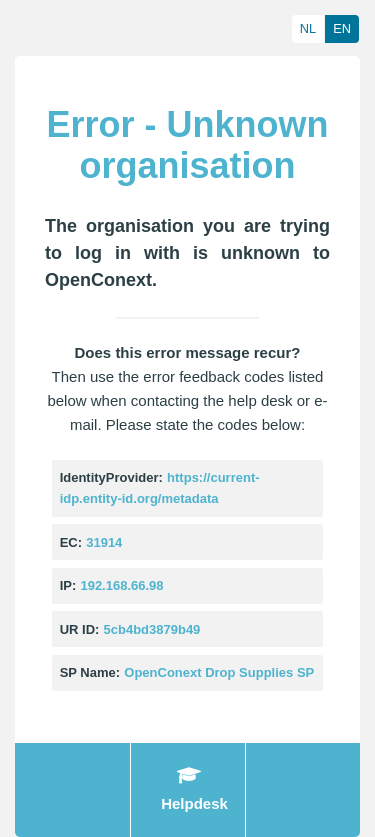 NL EN
Error - Unknown
organisation
The organisation you are trying
to log in with is unknown to
OpenConext.
Does this error message recur?
Then use the error feedback codes listed
below when contacting the help desk or e-
mail. Please state the codes below:
IdentityProvider: https://current-
idp.entity-id.org/metadata
EC: 31914
IP: 192.168.66.98
UR ID: 5cb4bd3879b49
SP Name: OpenConext Drop Supplies SP
Helpdesk